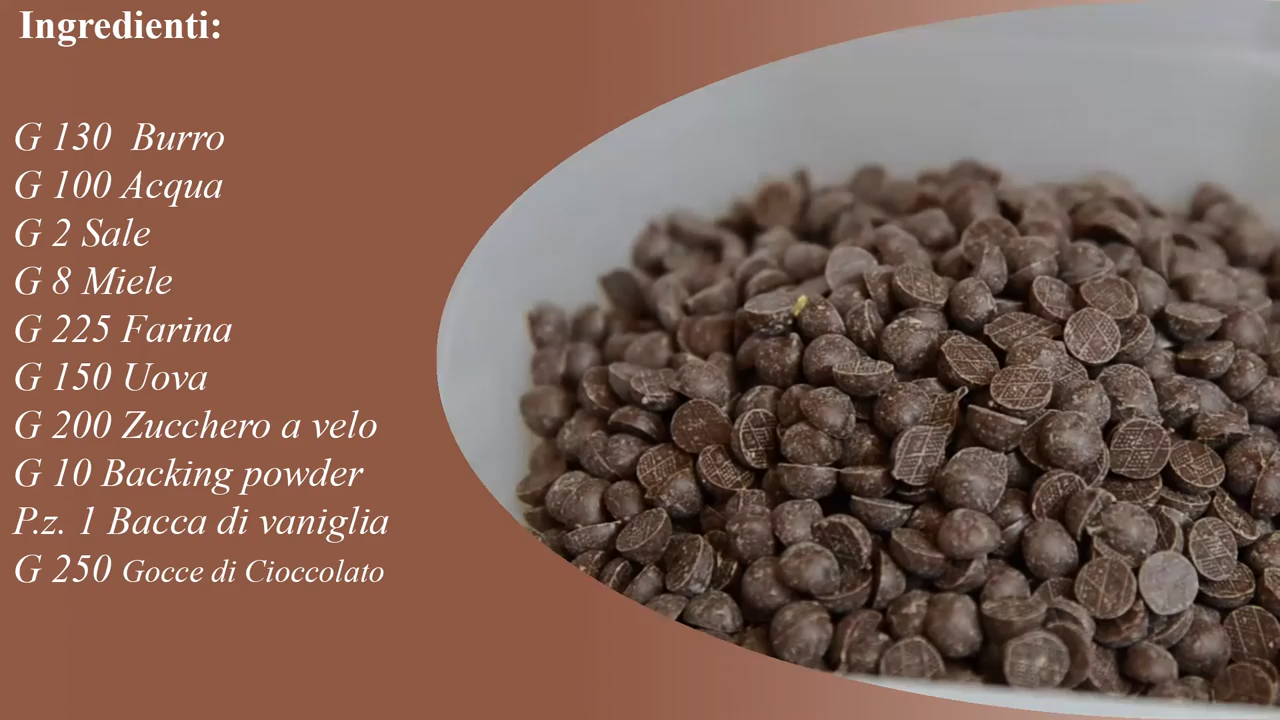 Ingredienti:
G 130 Burro
G 100 Acqua
G 2 Sale
G 8 Miele
G 225 Farina
G 150 Uova
G 200 Zucchero a velo
G 10 Backing powder
P.z. 1 Bacca di vaniglia
G 250 Gocce di Cioccolato